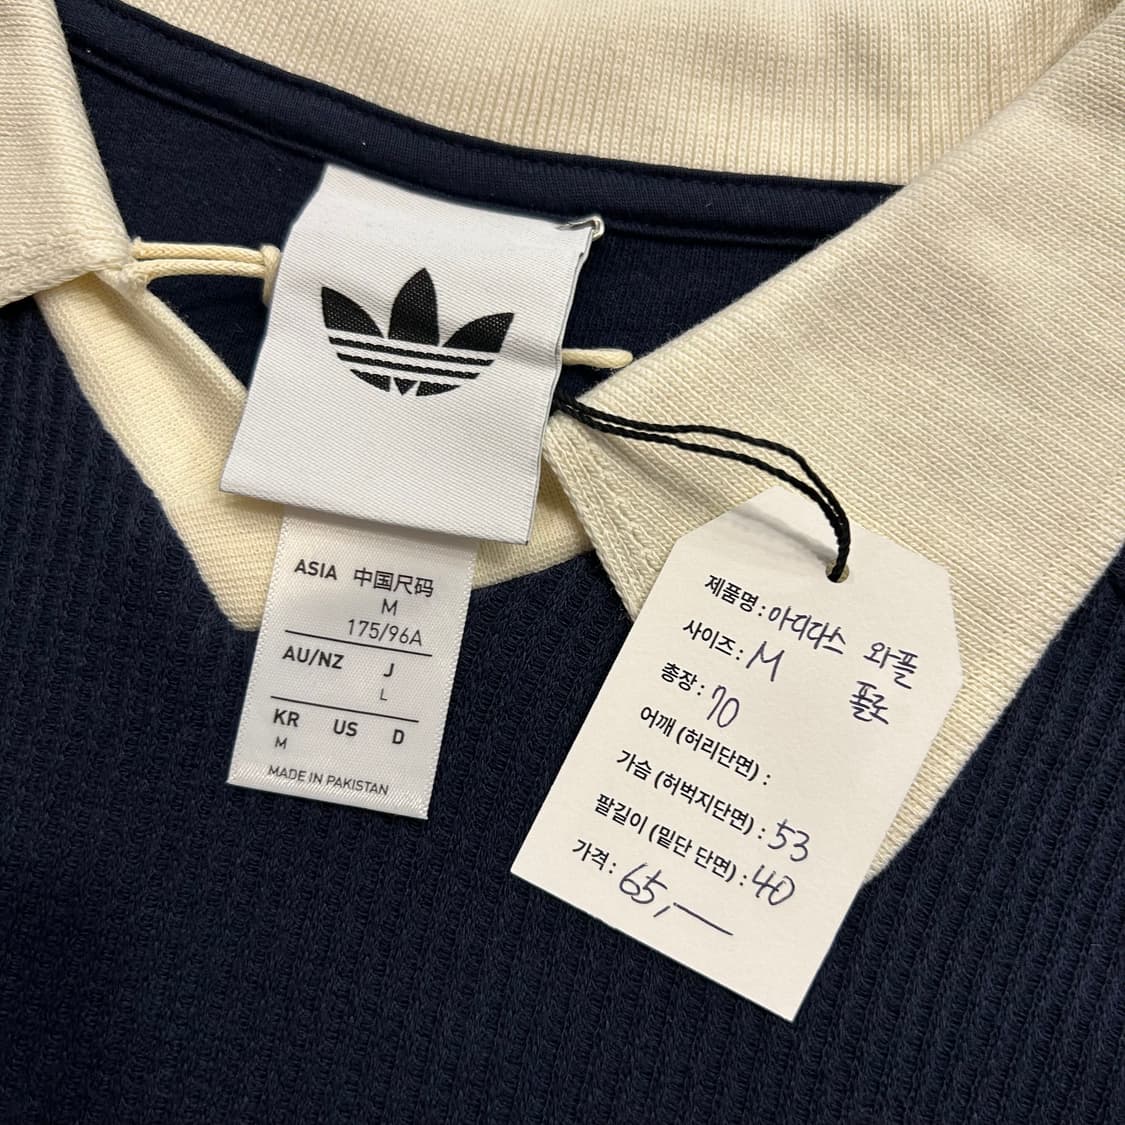 ASIA 中国尺码
M
175/96A
AU/NZ J
L
KR US D
M
MADE IN PAKISTAN
제품명 : 아디다스 와플
폴로
사이즈 : M
총장 : 70
어깨 (허리단면) :
가슴 (허벅지단면) : 53
팔길이 (밑단 단면) : 40
가격 : 65,—